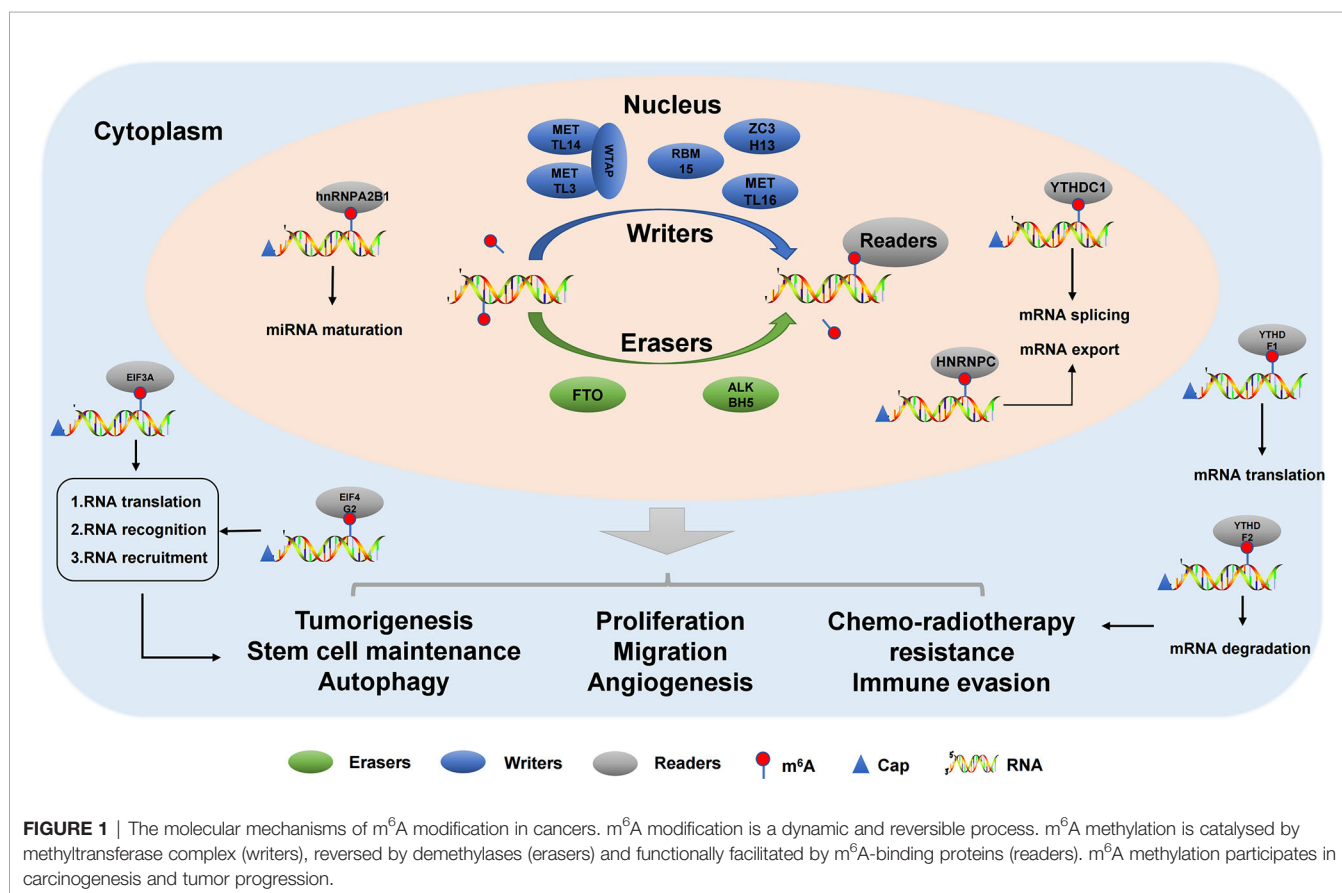 Nucleus
Cytoplasm
MET
TL14
WTAP
MET
TL3
RBM
15
ZC3
H13
MET
TL16
hnRNPA2B1
miRNA maturation
Writers
Readers
Erasers
FTO
ALK
BH5
YTHDC1
mRNA splicing
mRNA export
HNRNPC
YTHD
F1
mRNA translation
EIF3A
1.RNA translation
2.RNA recognition
3.RNA recruitment
EIF4
G2
YTHD
F2
mRNA degradation
Tumorigenesis
Stem cell maintenance
Autophagy
Proliferation
Migration
Angiogenesis
Chemo-radiotherapy
resistance
Immune evasion
Erasers
Writers
Readers
m⁶A
Cap
5'
3'
RNA
FIGURE 1 | The molecular mechanisms of m⁶A modification in cancers. m⁶A modification is a dynamic and reversible process. m⁶A methylation is catalysed by
methyltransferase complex (writers), reversed by demethylases (erasers) and functionally facilitated by m⁶A-binding proteins (readers). m⁶A methylation participates in
carcinogenesis and tumor progression.